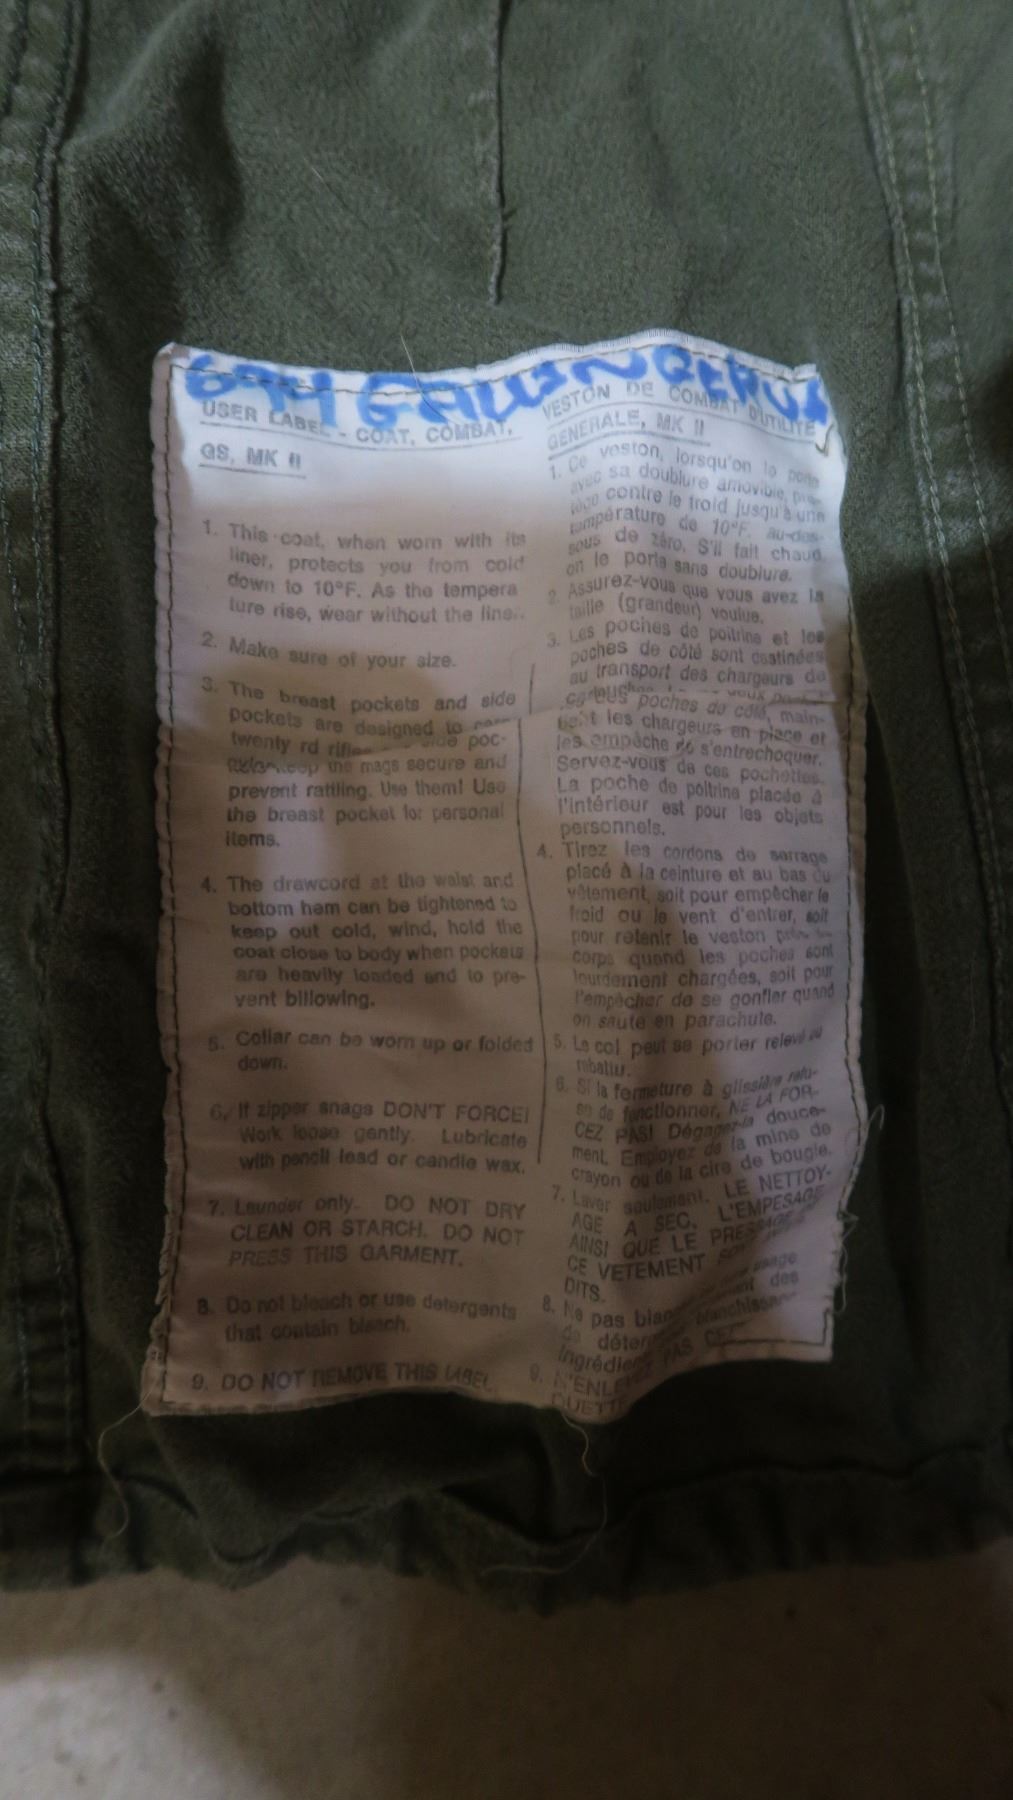 USER LABEL - COAT, COMBAT,
GS, MK II
1. This coat, when worn with its
liner, protects you from cold
down to 10°F. As the tempera
ture rise, wear without the line..
2. Make sure of your size.
3. The breast pockets and side
pockets are designed to
twenty rd rifle side poc-
keep the mags secure and
prevent rattling. Use them! Use
the breast pocket for personal
items.
4. The drawcord at the waist and
bottom hem can be tightened to
keep out cold, wind, hold the
coat close to body when pockets
are heavily loaded and to pre-
vent billowing.
5. Collar can be worn up or folded
down.
6. If zipper snags DON'T FORCE!
Work loose gently. Lubricate
with pencil lead or candle wax.
7. Launder only. DO NOT DRY
CLEAN OR STARCH. DO NOT
PRESS THIS GARMENT.
8. Do not bleach or use detergents
that contain bleach.
9. DO NOT REMOVE THIS LABEL
VESTON DE COMBAT D'UTILITE
GENERALE, MK II
1. Ce veston, lorsqu'on le porte
avec sa doublure amovible, pro-
tège contre le froid jusqu'à une
température de 10°F. au-des-
sous de zéro. S'il fait chaud,
on le porte sans doublure.
2. Assurez-vous que vous avez la
taille (grandeur) voulue.
3. Les poches de poitrine et les
poches de côté sont destinées
au transport des chargeurs de
poches de côté, main-
tient les chargeurs en place et
les empêche de s'entrechoquer.
Servez-vous de ces pochettes.
La poche de poitrine placée à
l'intérieur est pour les objets
personnels.
4. Tirez les cordons de serrage
placé à la ceinture et au bas du
vêtement, soit pour empêcher le
froid ou le vent d'entrer, soit
pour retenir le veston près du
corps quand les poches sont
lourdement chargées, soit pour
l'empêcher de se gonfler quand
on saute en parachute.
5. Le col peut se porter relevé ou
rabattu.
6. Si la fermeture à glissière refu-
se de fonctionner, NE LA FOR-
CEZ PAS! Dégagez-la douce-
ment. Employez de la mine de
crayon ou de la cire de bougie.
7. Laver seulement. LE NETTOY-
AGE A SEC, L'EMPESAGE
AINSI QUE LE PRESSAGE DE
CE VETEMENT
DITS.
8. Ne pas
des
9. N'ENLEVEZ PAS CET